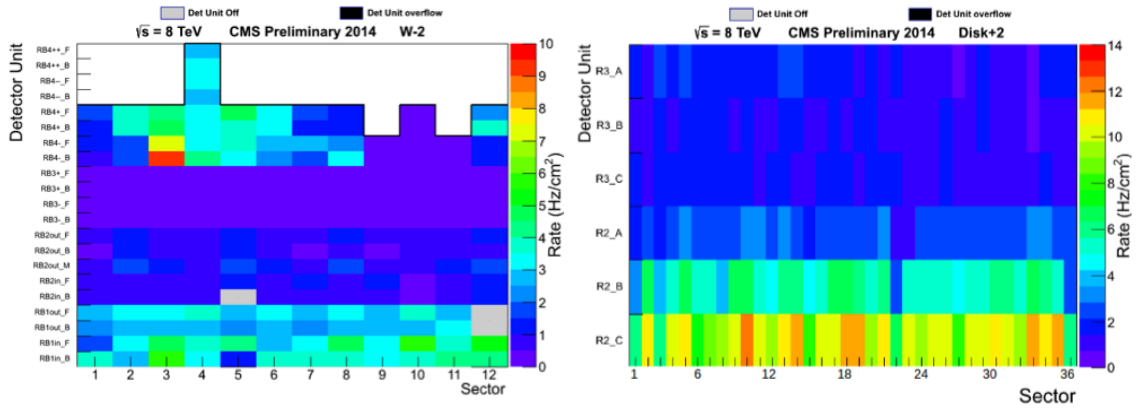 Det Unit Off Det Unit overflow
√s = 8 TeV CMS Preliminary 2014 W-2
Detector Unit
RB4++_F
RB4++_B
RB4--_F
RB4--_B
RB4+_F
RB4+_B
RB4-_F
RB4-_B
RB3+_F
RB3+_B
RB3-_F
RB3-_B
RB2out_F
RB2out_B
RB2out_M
RB2in_F
RB2in_B
RB1out_F
RB1out_B
RB1in_F
RB1in_B
1 2 3 4 5 6 7 8 9 10 11 12
Sector
10
9
8
7
6
5
4
3
2
1
0
Rate (Hz/cm²)
Det Unit Off Det Unit overflow
√s = 8 TeV CMS Preliminary 2014 Disk+2
Detector Unit
R3_A
R3_B
R3_C
R2_A
R2_B
R2_C
1 6 12 18 24 30 36
Sector
14
12
10
8
6
4
2
0
Rate (Hz/cm²)